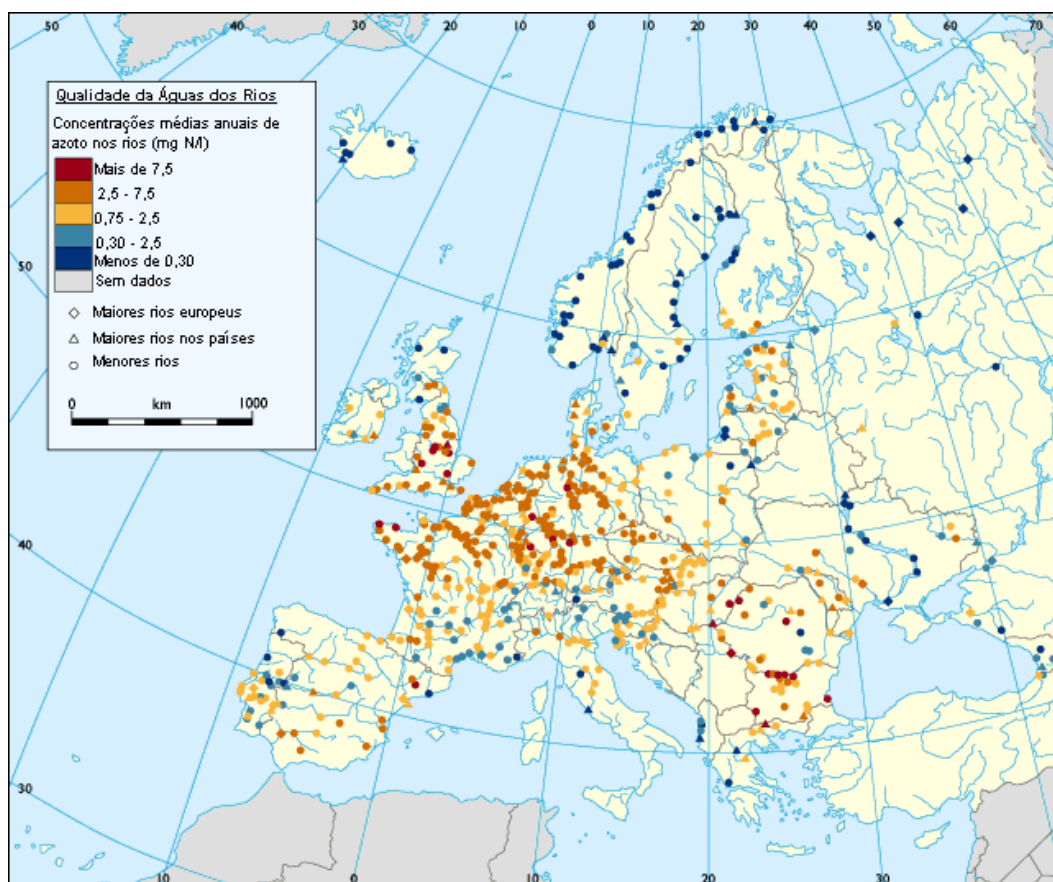 50
40
30
20
10
0
10
20
30
40
50
60
70
Qualidade da Águas dos Rios
Concentrações médias anuais de
azoto nos rios (mg N/l)
Mais de 7,5
2,5 - 7,5
0,75 - 2,5
0,30 - 2,5
Menos de 0,30
Sem dados
Maiores rios europeus
Maiores rios nos países
Menores rios
0 km 1000
50
40
30
10
0
10
20
30